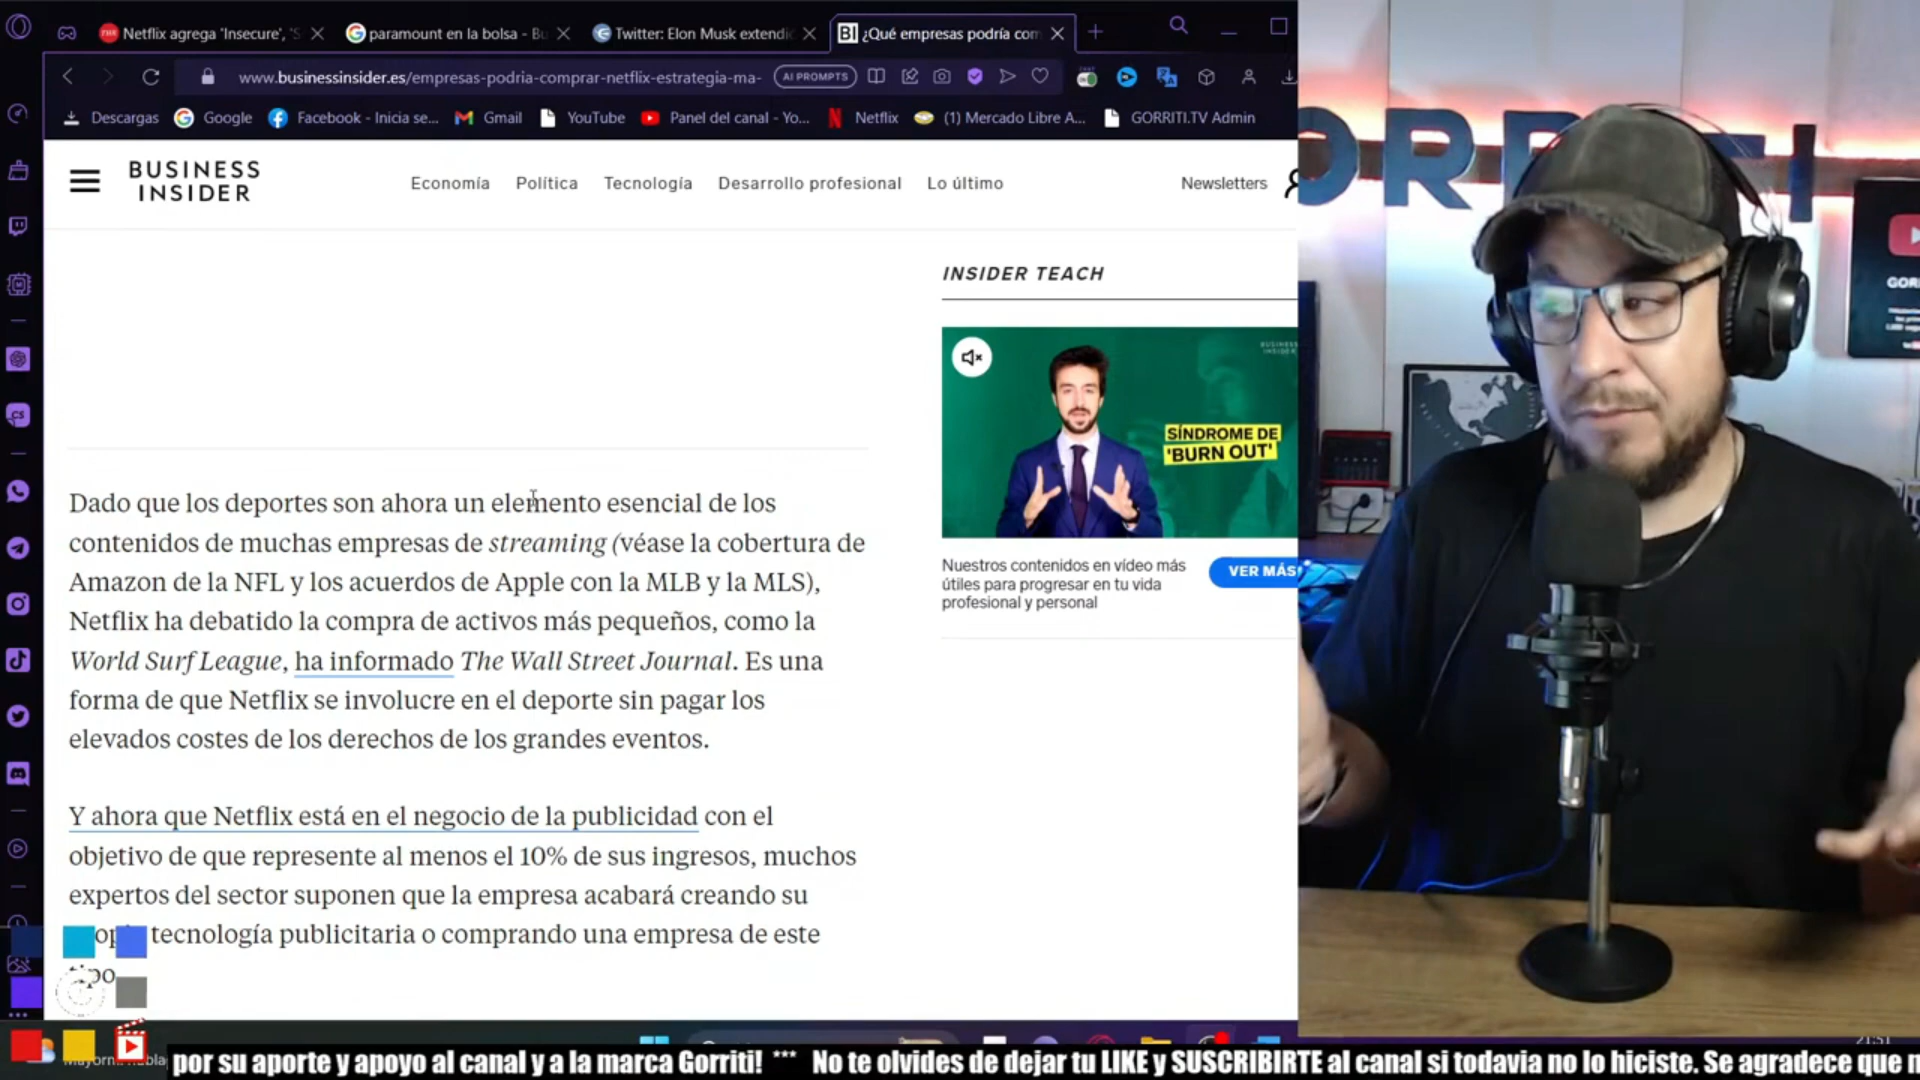 Netflix agrega 'Insecure', 'S
paramount en la bolsa - Bu
Twitter: Elon Musk extendi
BI ¿Qué empresas podría com
www.businessinsider.es/empresas-podria-comprar-netflix-estrategia-ma-
AI PROMPTS
Descargas
Google
Facebook - Inicia se...
Gmail
YouTube
Panel del canal - Yo...
Netflix
(1) Mercado Libre A...
GORRITI.TV Admin
BUSINESS
INSIDER
Economía
Política
Tecnología
Desarrollo profesional
Lo último
Newsletters
INSIDER TEACH
BUSINESS
INSIDER
SÍNDROME DE
'BURN OUT'
Nuestros contenidos en vídeo más
útiles para progresar en tu vida
profesional y personal
VER MÁS
Dado que los deportes son ahora un elemento esencial de los
contenidos de muchas empresas de streaming (véase la cobertura de
Amazon de la NFL y los acuerdos de Apple con la MLB y la MLS),
Netflix ha debatido la compra de activos más pequeños, como la
World Surf League, ha informado The Wall Street Journal. Es una
forma de que Netflix se involucre en el deporte sin pagar los
elevados costes de los derechos de los grandes eventos.
Y ahora que Netflix está en el negocio de la publicidad con el
objetivo de que represente al menos el 10% de sus ingresos, muchos
expertos del sector suponen que la empresa acabará creando su
tecnología publicitaria o comprando una empresa de este
tipo
ORRITI
GORR
CS
21:51
por su aporte y apoyo al canal y a la marca Gorriti! *** No te olvides de dejar tu LIKE y SUSCRIBIRTE al canal si todavia no lo hiciste. Se agradece que n